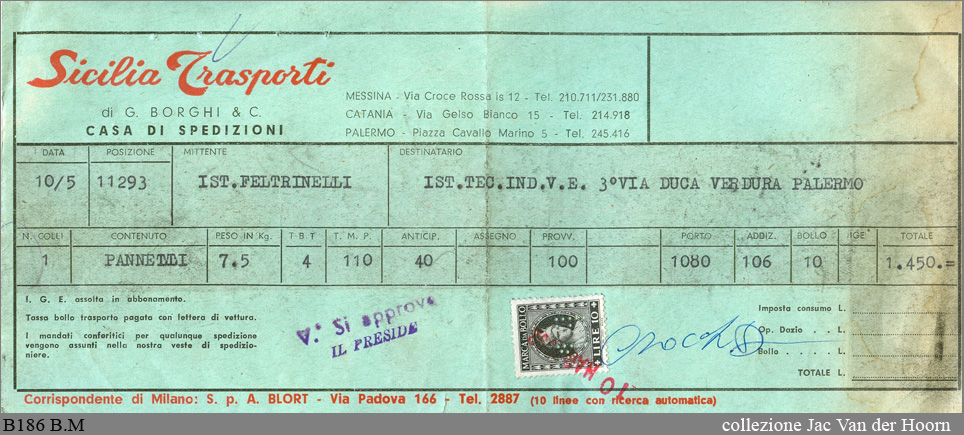 Sicilia Trasporti
di G. BORGHI & C.
CASA DI SPEDIZIONI
MESSINA - Via Croce Rossa is 12 - Tel. 210.711/231.880
CATANIA - Via Gelso Bianco 15 - Tel. 214.918
PALERMO - Piazza Cavallo Marino 5 - Tel. 245.416
DATA POSIZIONE MITTENTE DESTINATARIO
10/5 11293 IST.FELTRINELLI IST.TEC.IND.V.E. 3º VIA DUCA VERDURA PALERMO
N. COLLI CONTENUTO PESO IN Kg. T B T T. M. P. ANTICIP. ASSEGNO PROVV. PORTO ADDIZ. BOLLO IGE TOTALE
1 PANNELLI 7.5 4 110 40 100 1080 106 10 1.450.=
I. G. E. assolta in abbonamento.
Tassa bollo trasporto pagata con lettera di vettura.
I mandati conferitici per qualunque spedizione
vengono assunti nella nostra veste di spedizio-
niere.
V.: Si approva
IL PRESIDE
MARCA DA BOLLO
LIRE 10
Imposta consumo L.
Op. Dazio . . L.
Bollo . . . L.
TOTALE L.
Corrispondente di Milano: S. p. A. BLORT - Via Padova 166 - Tel. 2887 (10 linee con ricerca automatica)
B186 B.M
collezione Jac Van der Hoorn